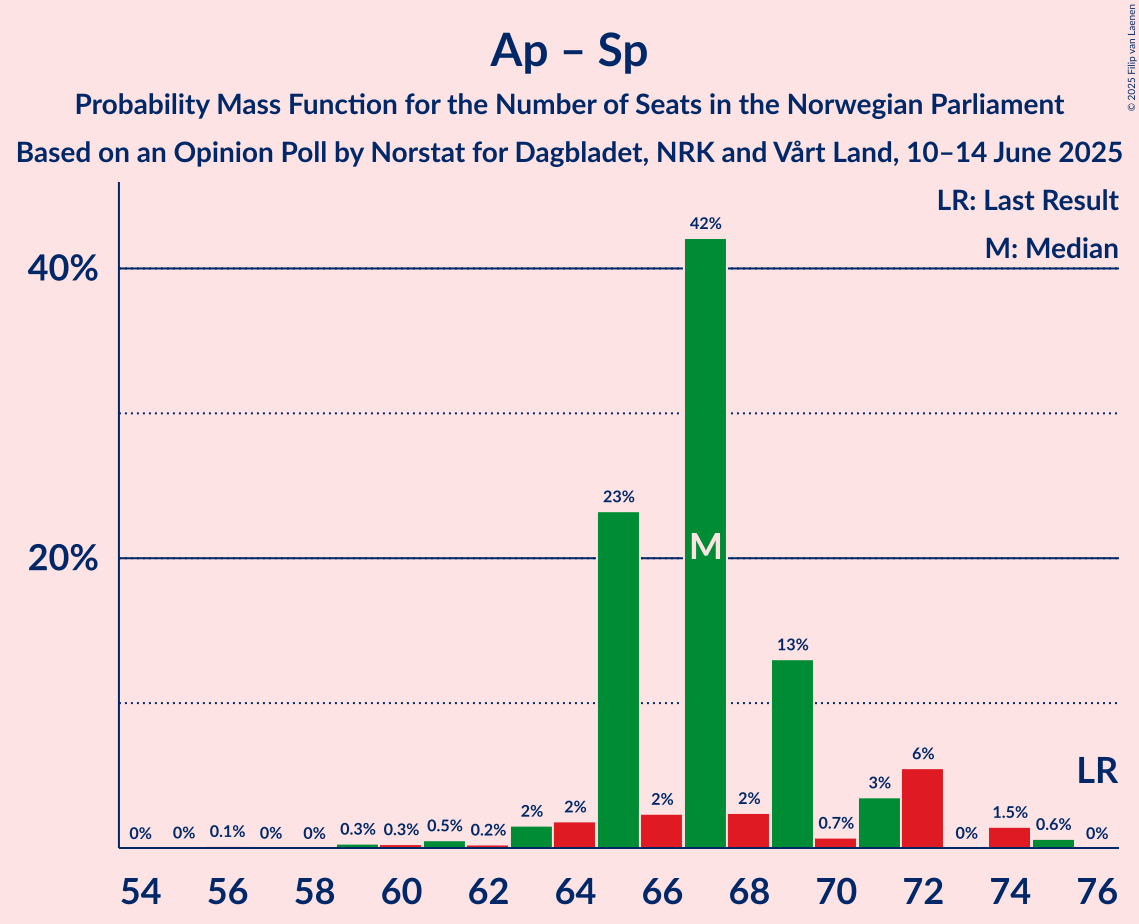 Ap – Sp
Probability Mass Function for the Number of Seats in the Norwegian Parliament
Based on an Opinion Poll by Norstat for Dagbladet, NRK and Vårt Land, 10–14 June 2025
© 2025 Filip van Laenen
LR: Last Result
M: Median
40%
20%
0% 0% 0.1% 0% 0% 0.3% 0.3% 0.5% 0.2% 2% 2% 23% 2% 42% 2% 13% 0.7% 3% 6% 0% 1.5% 0.6% 0%
M
LR
54 56 58 60 62 64 66 68 70 72 74 76